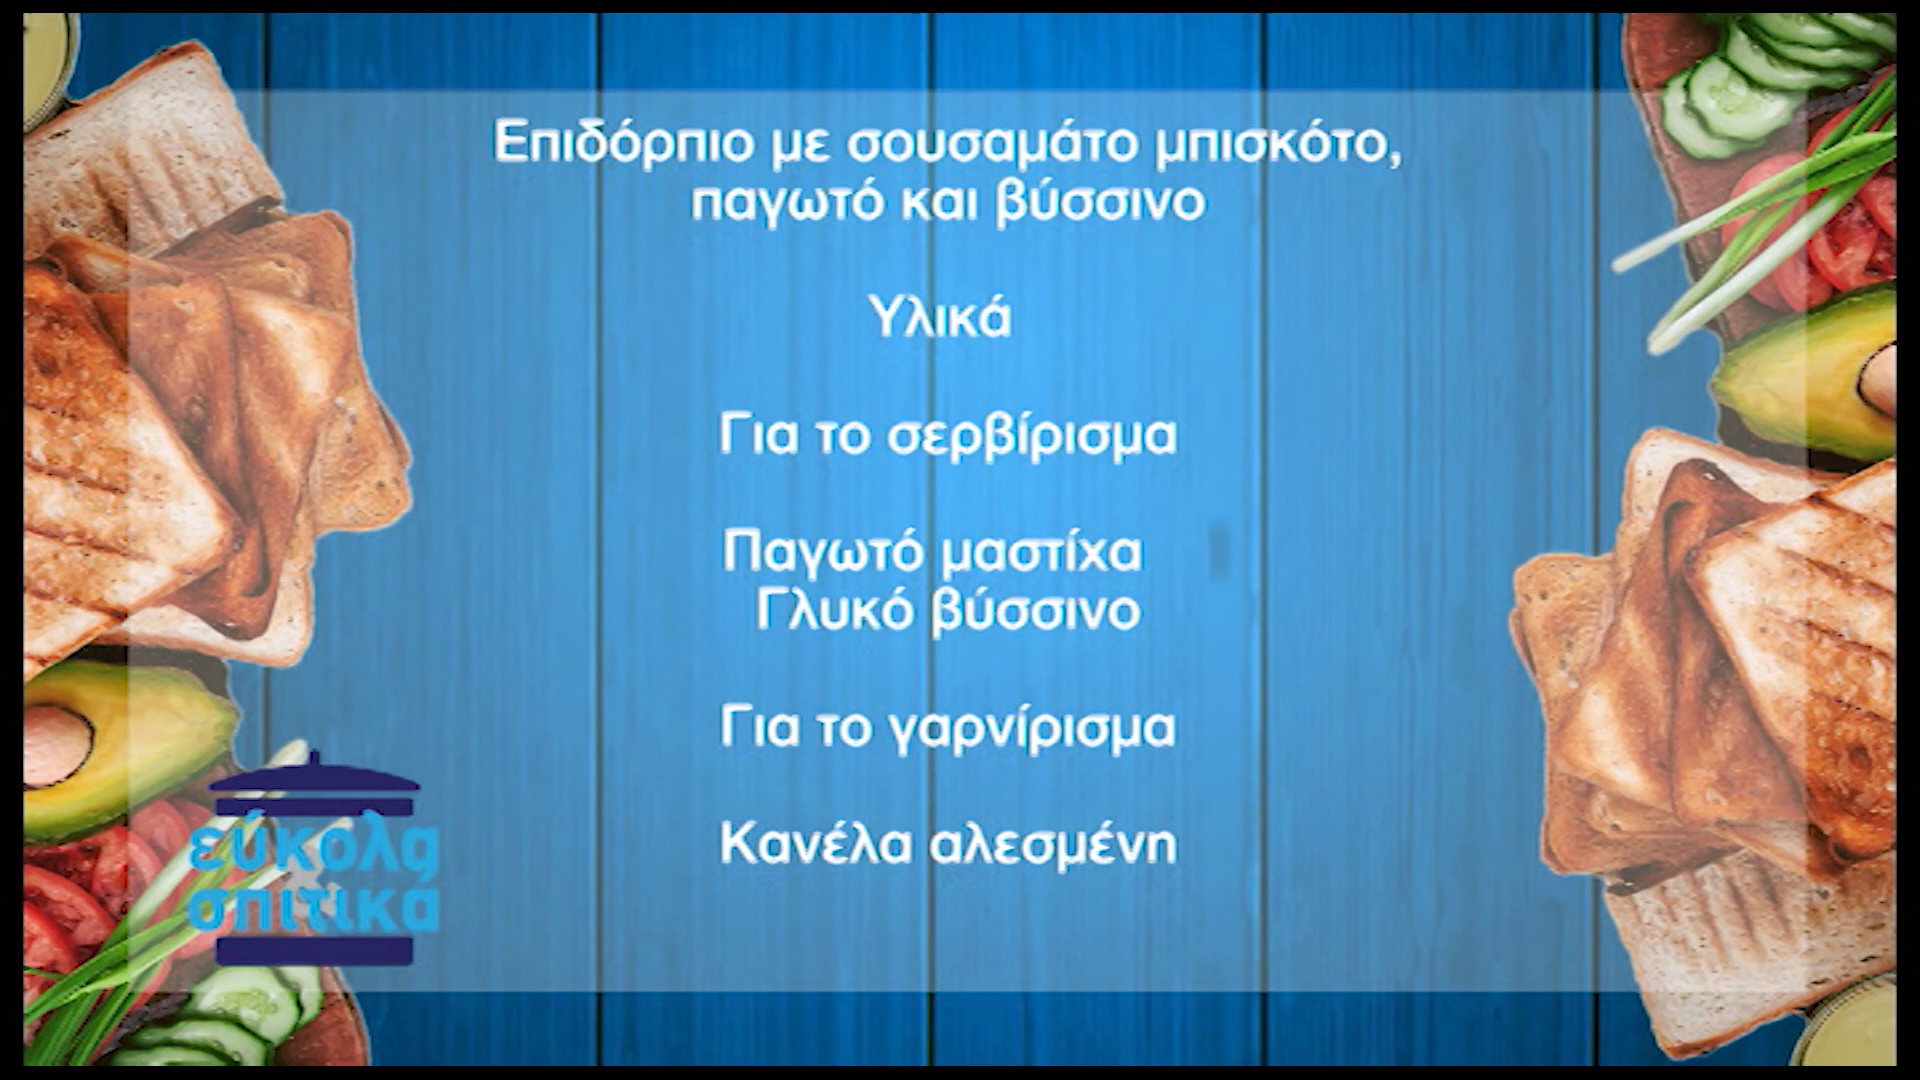 Επιδόρπιο με σουσαμάτο μπισκότο,
παγωτό και βύσσινο
Υλικά
Για το σερβίρισμα
Παγωτό μαστίχα
Γλυκό βύσσινο
Για το γαρνίρισμα
Κανέλα αλεσμένη
εύκολα
σπιτικά